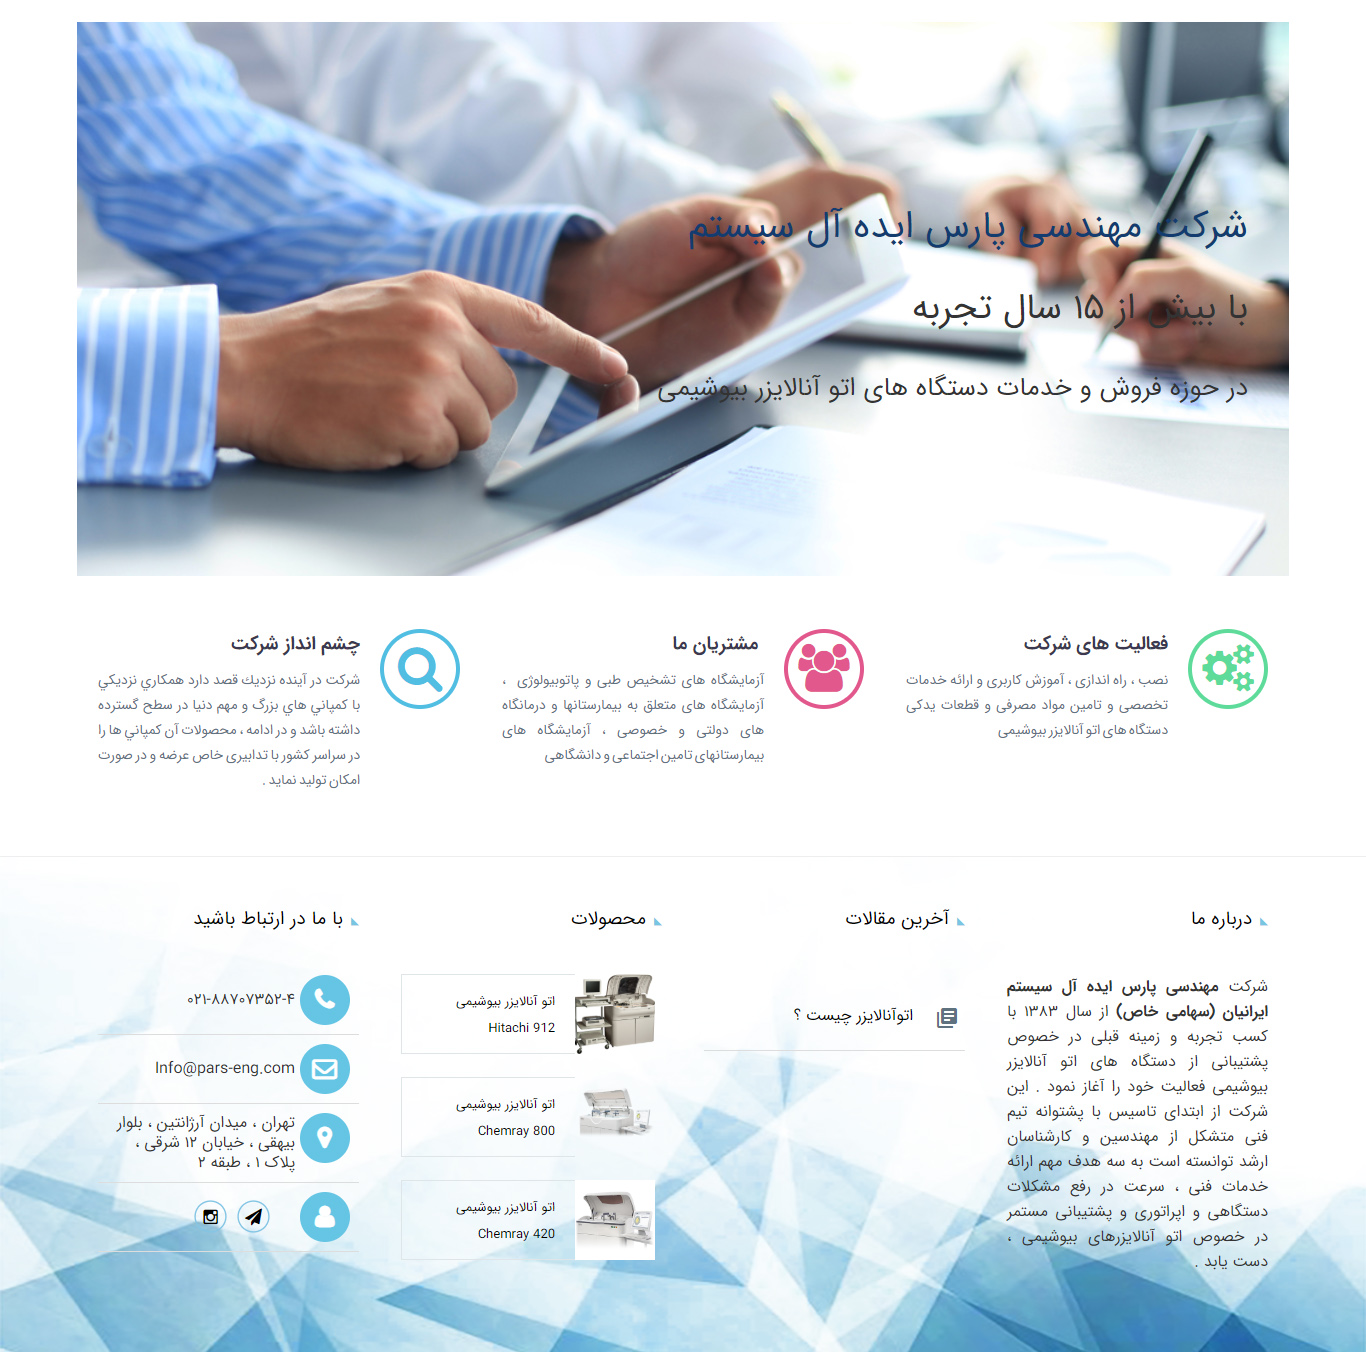 شرکت مهندسی پارس ایده آل سیستم
با بیش از ۱۵ سال تجربه
در حوزه فروش و خدمات دستگاه های اتو آنالایزر بیوشیمی
فعالیت های شرکت
نصب ، راه اندازی ، آموزش کاربری و ارائه خدمات
تخصصی و تامین مواد مصرفی و قطعات یدکی
دستگاه های اتو آنالایزر بیوشیمی
مشتریان ما
آزمایشگاه های تشخیص طبی و پاتوبیولوژی ،
آزمایشگاه های متعلق به بیمارستانها و درمانگاه
های دولتی و خصوصی ، آزمایشگاه های
بیمارستانهای تامین اجتماعی و دانشگاهی
چشم انداز شرکت
شرکت در آینده نزدیك قصد دارد همکاري نزدیکي
با کمپاني هاي بزرگ و مهم دنیا در سطح گسترده
داشته باشد و در ادامه ، محصولات آن کمپاني ها را
در سراسر کشور با تدابیری خاص عرضه و در صورت
امکان تولید نماید .
درباره ما
شرکت مهندسی پارس ایده آل سیستم
ایرانیان (سهامی خاص) از سال ۱۳۸۳ با
کسب تجربه و زمینه قبلی در خصوص
پشتیبانی از دستگاه های اتو آنالایزر
بیوشیمی فعالیت خود را آغاز نمود . این
شرکت از ابتدای تاسیس با پشتوانه تیم
فنی متشکل از مهندسین و کارشناسان
ارشد توانسته است به سه هدف مهم ارائه
خدمات فنی ، سرعت در رفع مشکلات
دستگاهی و اپراتوری و پشتیبانی مستمر
در خصوص اتو آنالایزرهای بیوشیمی ،
دست یابد .
آخرین مقالات
اتوآنالایزر چیست ؟
محصولات
اتو آنالایزر بیوشیمی
Hitachi 912
اتو آنالایزر بیوشیمی
Chemray 800
اتو آنالایزر بیوشیمی
Chemray 420
با ما در ارتباط باشید
۰۲۱-۸۸۷۰۷۳۵۲-۴
Info@pars-eng.com
تهران ، میدان آرژانتین ، بلوار
بیهقی ، خیابان ۱۲ شرقی ،
پلاک ۱ ، طبقه ۲